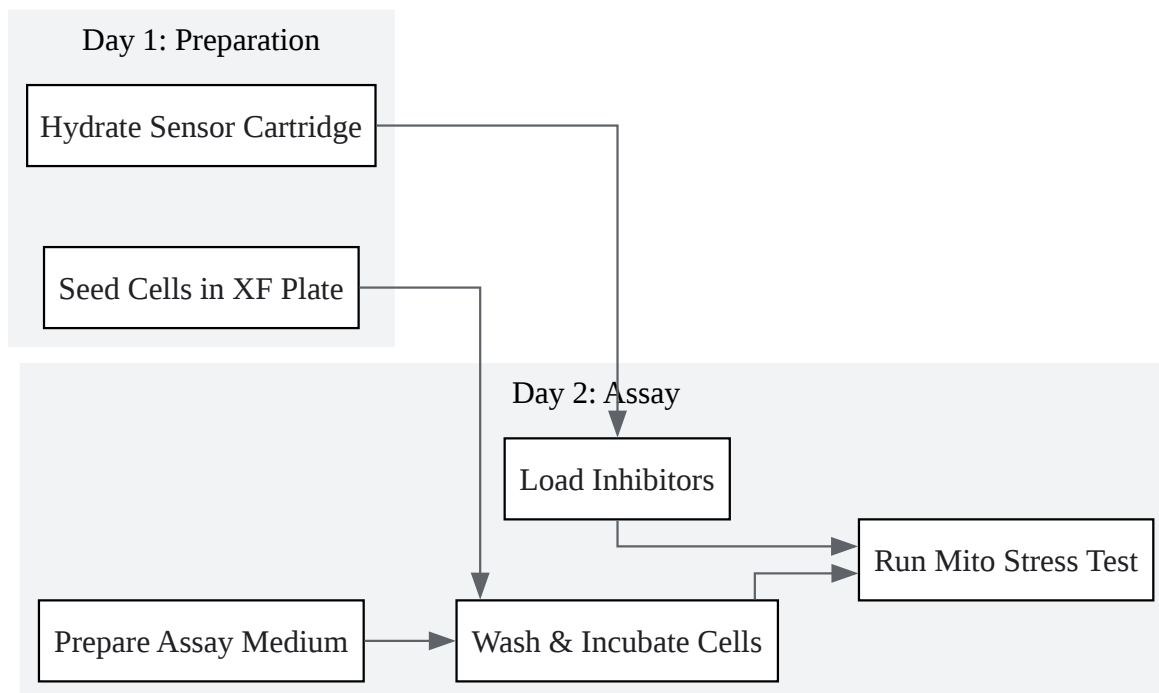 Day 1: Preparation
Hydrate Sensor Cartridge
Seed Cells in XF Plate
Day 2: Assay
Load Inhibitors
Run Mito Stress Test
Prepare Assay Medium
Wash & Incubate Cells